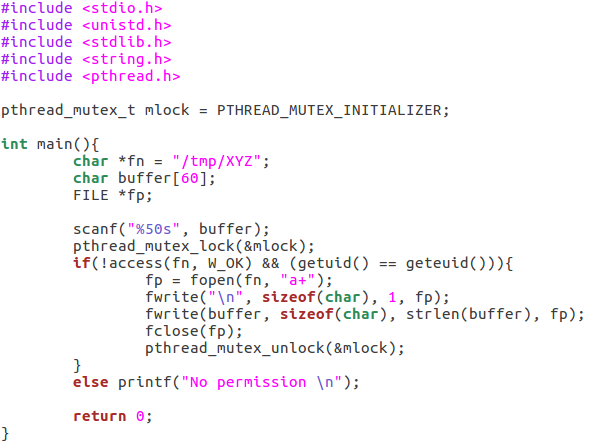 #include <stdio.h>
#include <unistd.h>
#include <stdlib.h>
#include <string.h>
#include <pthread.h>

pthread_mutex_t mlock = PTHREAD_MUTEX_INITIALIZER;

int main(){
        char *fn = "/tmp/XYZ";
        char buffer[60];
        FILE *fp;

        scanf("%50s", buffer);
        pthread_mutex_lock(&mlock);
        if(!access(fn, W_OK) && (getuid() == geteuid())){
                fp = fopen(fn, "a+");
                fwrite("\n", sizeof(char), 1, fp);
                fwrite(buffer, sizeof(char), strlen(buffer), fp);
                fclose(fp);
                pthread_mutex_unlock(&mlock);
        }
        else printf("No permission \n");

        return 0;
}